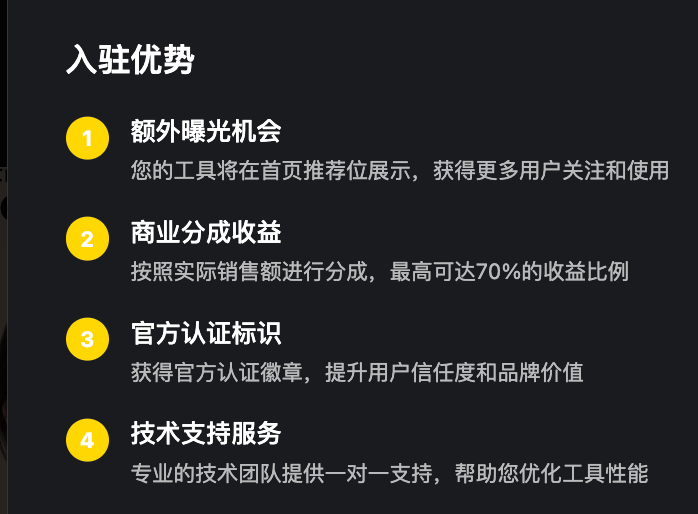 入驻优势
1
额外曝光机会
您的工具将在首页推荐位展示，获得更多用户关注和使用
2
商业分成收益
按照实际销售额进行分成，最高可达70%的收益比例
3
官方认证标识
获得官方认证徽章，提升用户信任度和品牌价值
4
技术支持服务
专业的技术团队提供一对一支持，帮助您优化工具性能